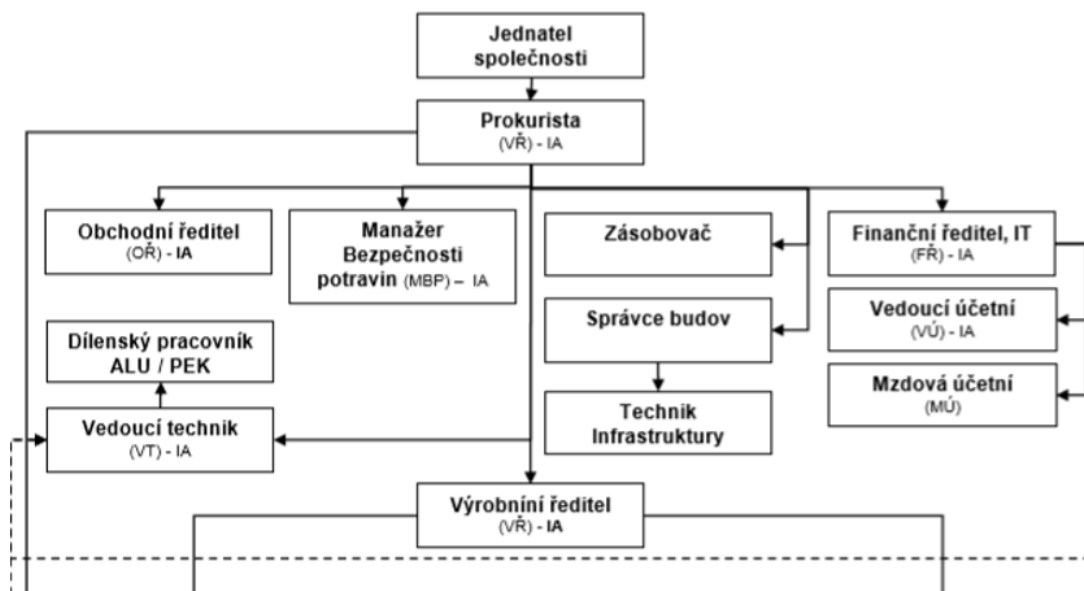 Jednatel
společnosti
Prokurista
(VŘ) - IA
Obchodní ředitel
(OŘ) - IA
Manažer
Bezpečnosti
potravin (MBP) – IA
Zásobovač
Finanční ředitel, IT
(FŘ) - IA
Správce budov
Vedoucí účetní
(VÚ) - IA
Dílenský pracovník
ALU / PEK
Mzdová účetní
(MÚ)
Technik
Infrastruktury
Vedoucí technik
(VT) - IA
Výrobníní ředitel
(VŘ) - IA